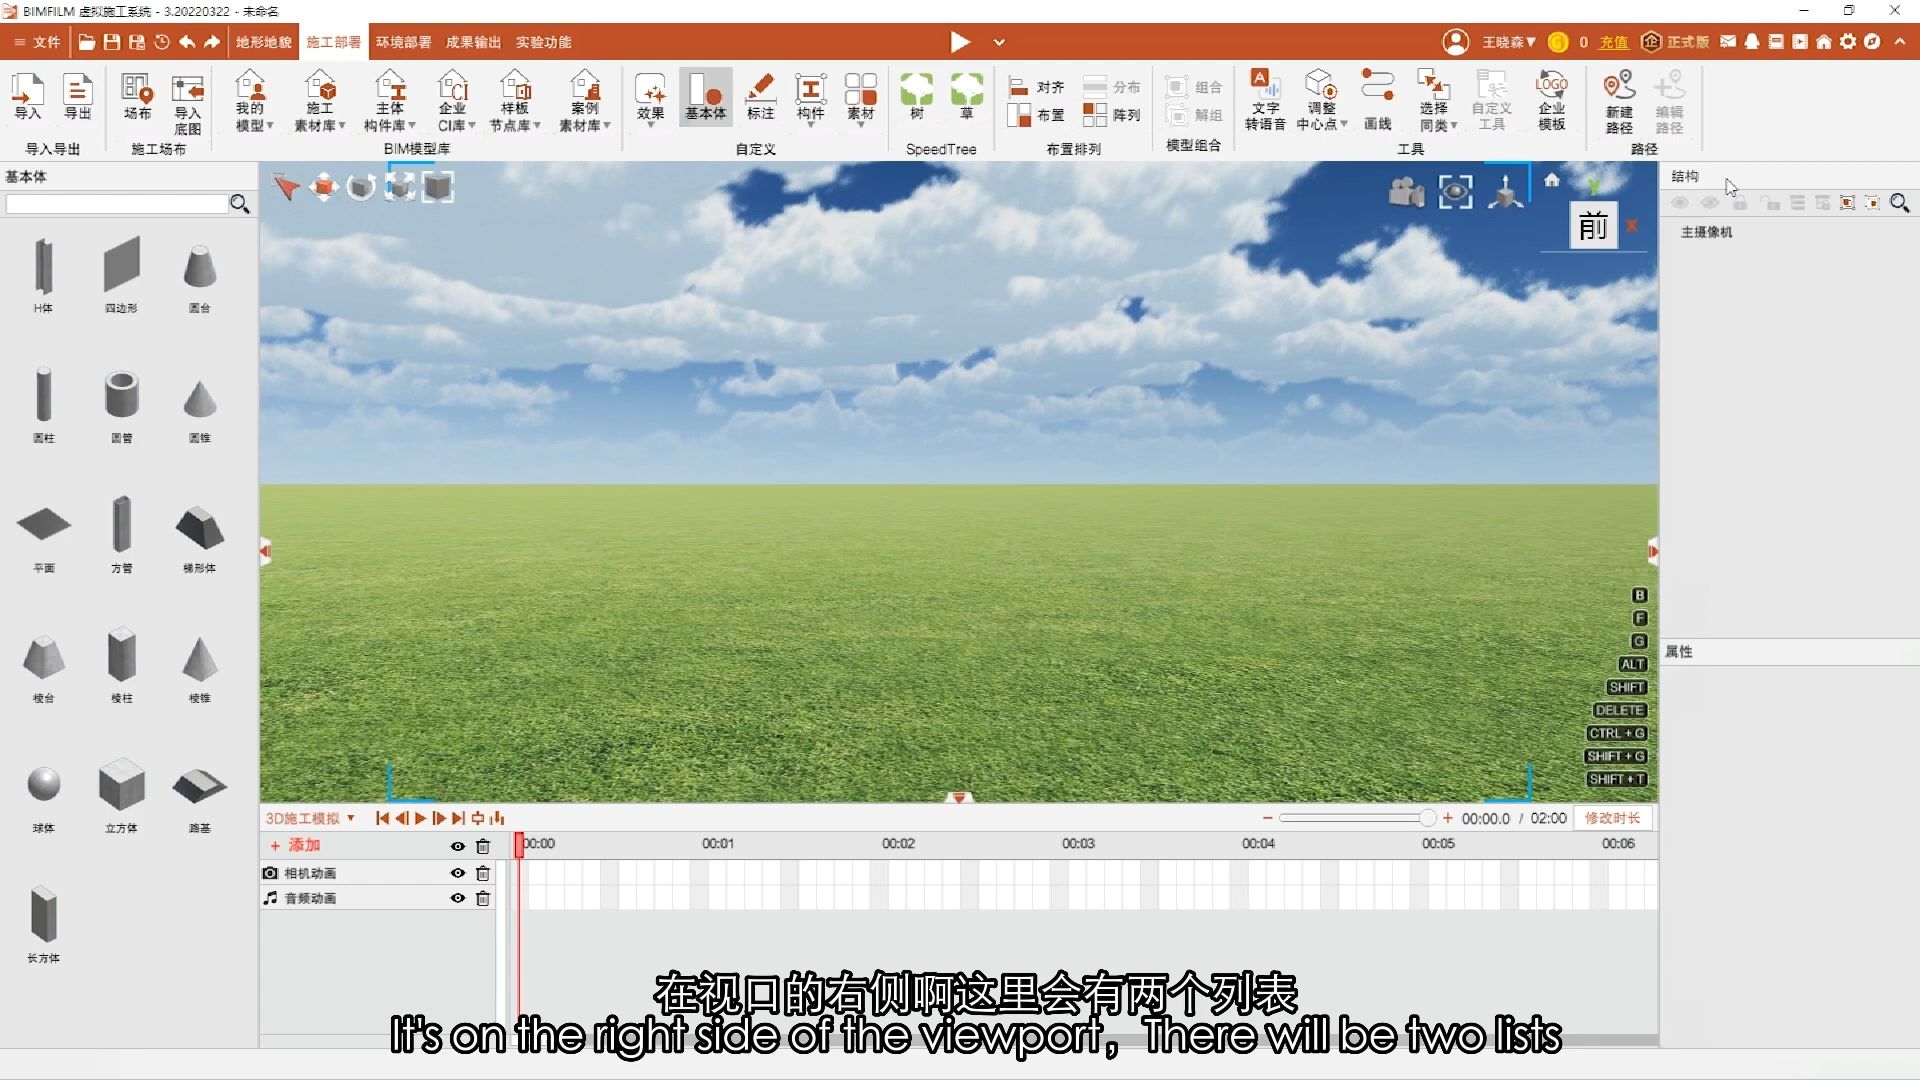 BIMFILM 虚拟施工系统 - 3.20220322 - 未命名
文件
地形地貌 施工部署 环境部署 成果输出 实验功能
王晓森 0 充值 正式版
导入 导出 场布 导入底图 我的模型 施工素材库 主体构件库 企业CI库 样板节点库 案例素材库 效果 基本体 标注 构件 素材 树 草 对齐 布置 分布 阵列 组合 解组 文字转语音 调整中心点 画线 选择同类 自定义工具 企业模板 新建路径 编辑路径
导入导出 施工场布 BIM模型库 自定义 SpeedTree 布置排列 模型组合 工具 路径
基本体
H体 四边形 圆台
圆柱 圆管 圆锥
平面 方管 梯形体
棱台 棱柱 棱锥
球体 立方体 路基
长方体
Y
前
X
结构
主摄像机
属性
B
F
G
ALT
SHIFT
DELETE
CTRL + G
SHIFT + G
SHIFT + T
3D施工模拟 00:00.0 / 02:00 修改时长
+ 添加
00:00 00:01 00:02 00:03 00:04 00:05 00:06
相机动画
音频动画
在视口的右侧啊这里会有两个列表
It's on the right side of the viewport, There will be two lists